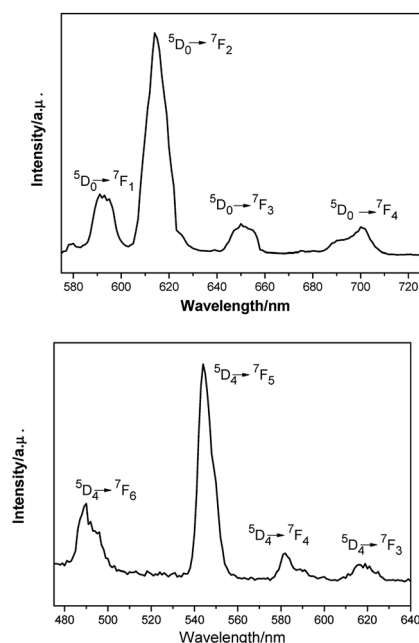 ⁵D₀→⁷F₂
⁵D₀→⁷F₁
⁵D₀→⁷F₃
⁵D₀→⁷F₄
Intensity/a.μ.
580 600 620 640 660 680 700 720
Wavelength/nm
⁵D₄→⁷F₅
⁵D₄→⁷F₆
⁵D₄→⁷F₄
⁵D₄→⁷F₃
Intensity/a.μ.
480 500 520 540 560 580 600 620 640
Wavelength/nm